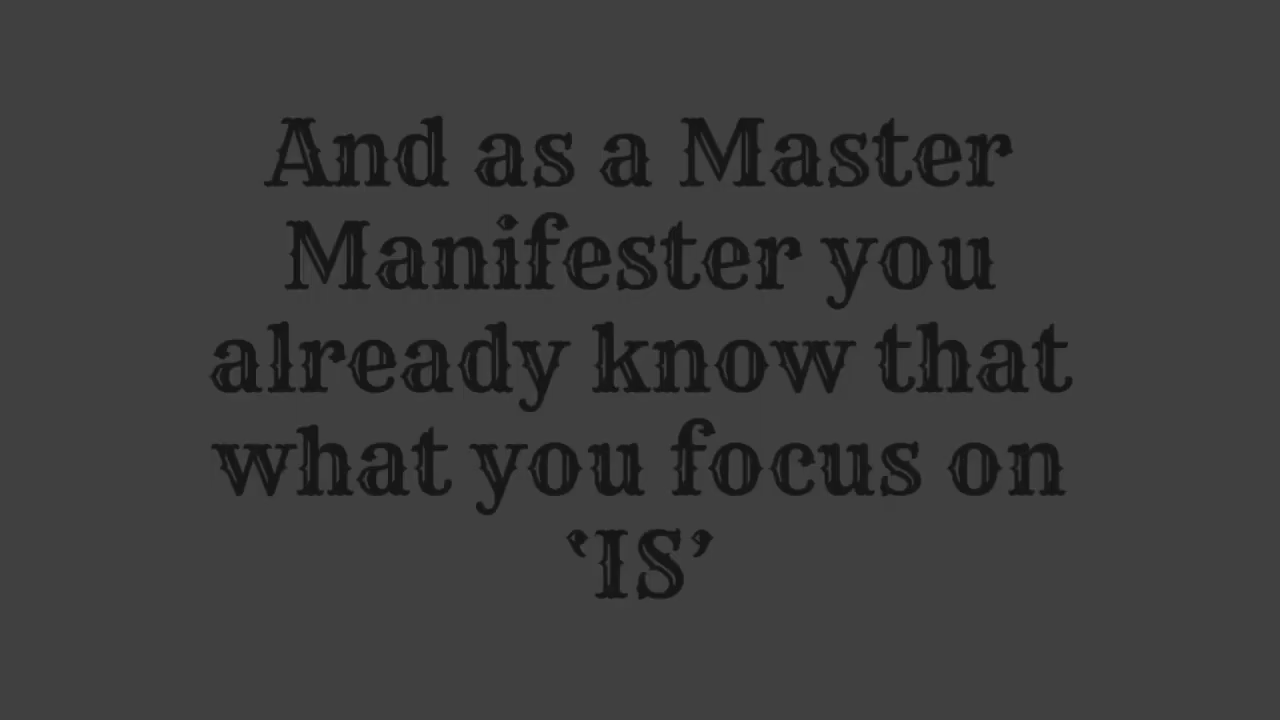 And as a Master
Manifester you
already know that
what you focus on
‘IS’